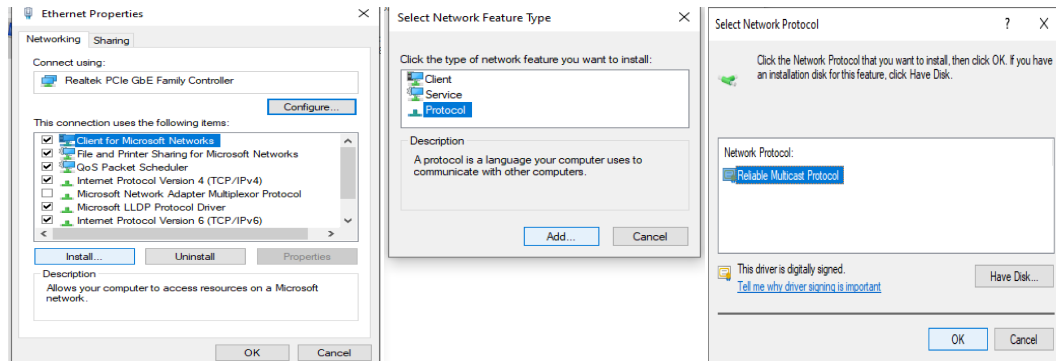 Ethernet Properties
Networking
Sharing
Connect using:
Realtek PCIe GbE Family Controller
Configure...
This connection uses the following items:
Client for Microsoft Networks
File and Printer Sharing for Microsoft Networks
QoS Packet Scheduler
Internet Protocol Version 4 (TCP/IPv4)
Microsoft Network Adapter Multiplexor Protocol
Microsoft LLDP Protocol Driver
Internet Protocol Version 6 (TCP/IPv6)
Install...
Uninstall
Properties
Description
Allows your computer to access resources on a Microsoft
network.
OK
Cancel
Select Network Feature Type
Click the type of network feature you want to install:
Client
Service
Protocol
Description
A protocol is a language your computer uses to
communicate with other computers.
Add...
Cancel
Select Network Protocol
Click the Network Protocol that you want to install, then click OK. If you have
an installation disk for this feature, click Have Disk.
Network Protocol:
Reliable Multicast Protocol
This driver is digitally signed.
Tell me why driver signing is important
Have Disk...
OK
Cancel